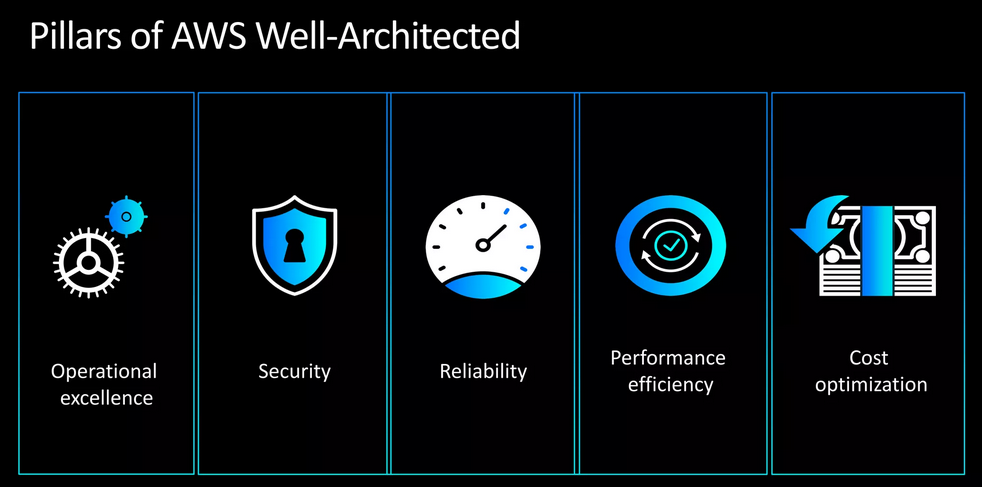 Pillars of AWS Well-Architected
Operational
excellence
Security
Reliability
Performance
efficiency
Cost
optimization